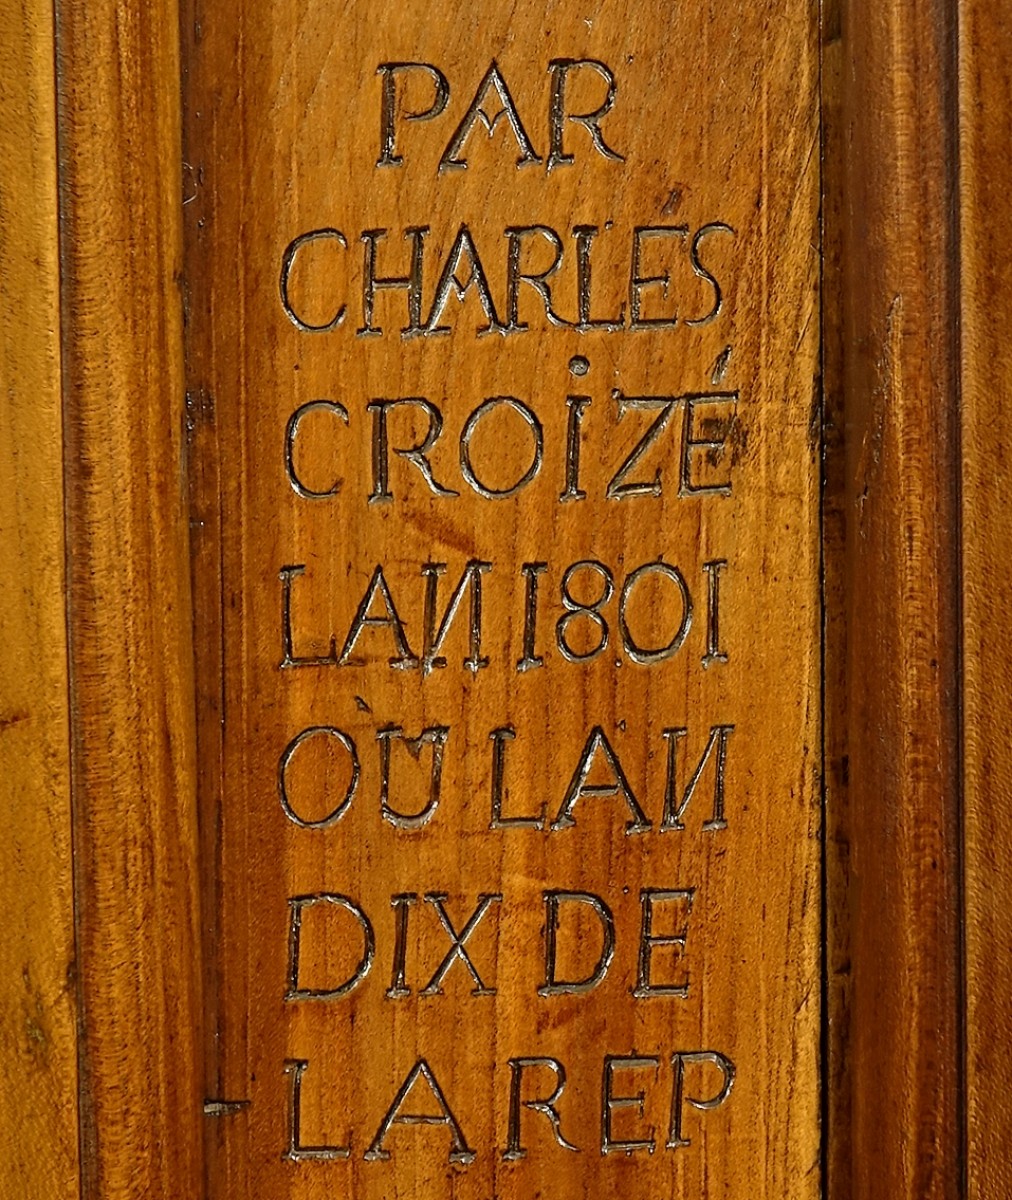 PAR
CHARLES
CROiZÉ
LAN 1801
OÙ LAN
DIX DE
LA REP